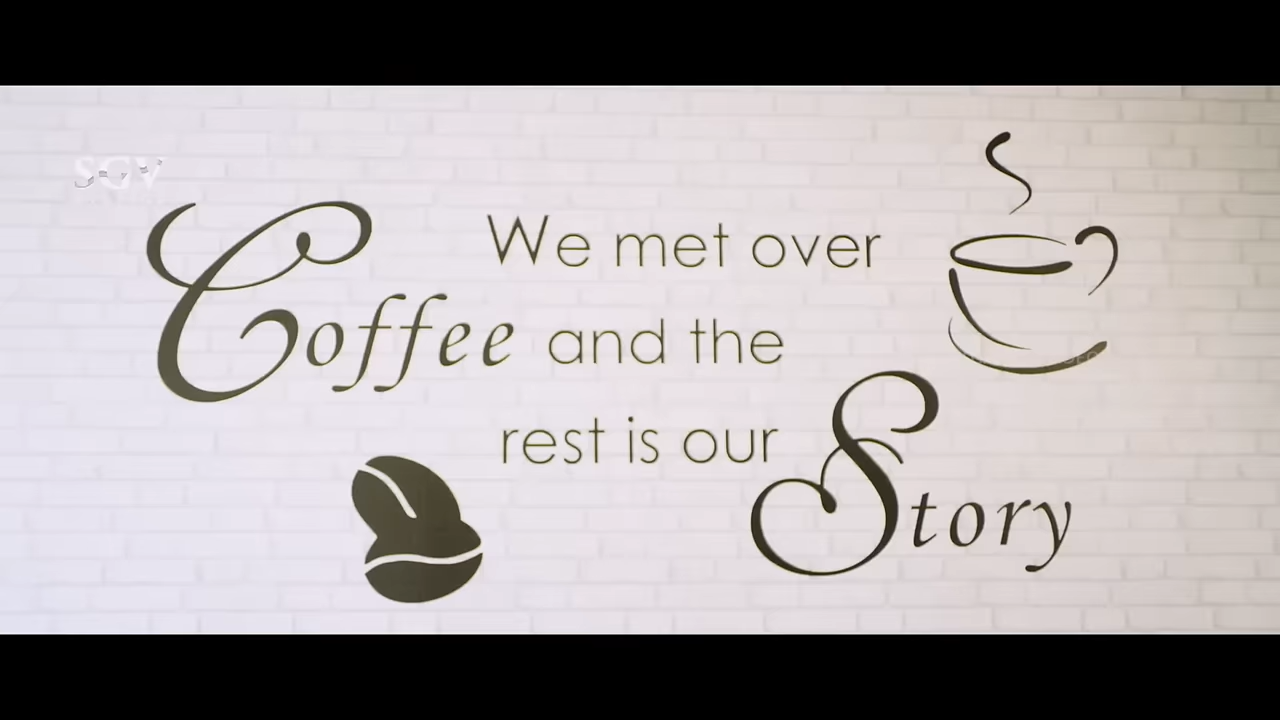 SGV
We met over
Coffee and the
rest is our
Story